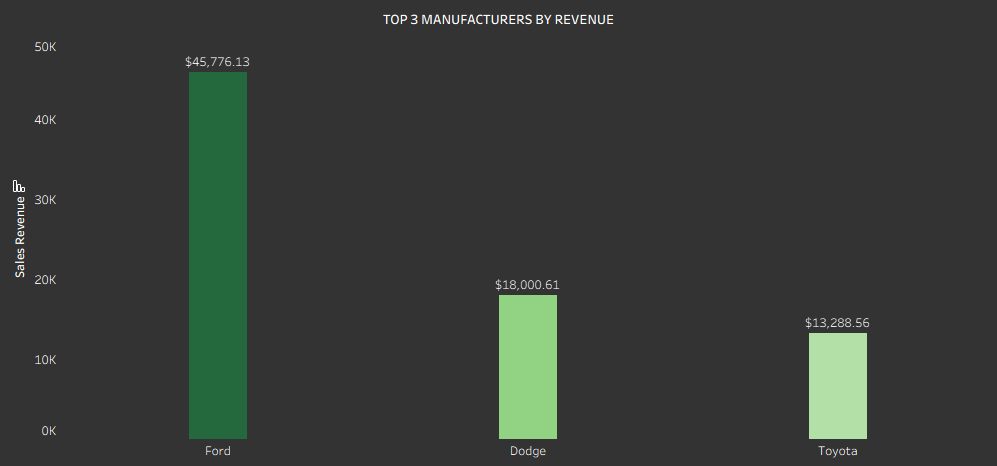 TOP 3 MANUFACTURERS BY REVENUE
50K
$45,776.13
40K
30K
Sales Revenue
20K
$18,000.61
$13,288.56
10K
0K
Ford
Dodge
Toyota